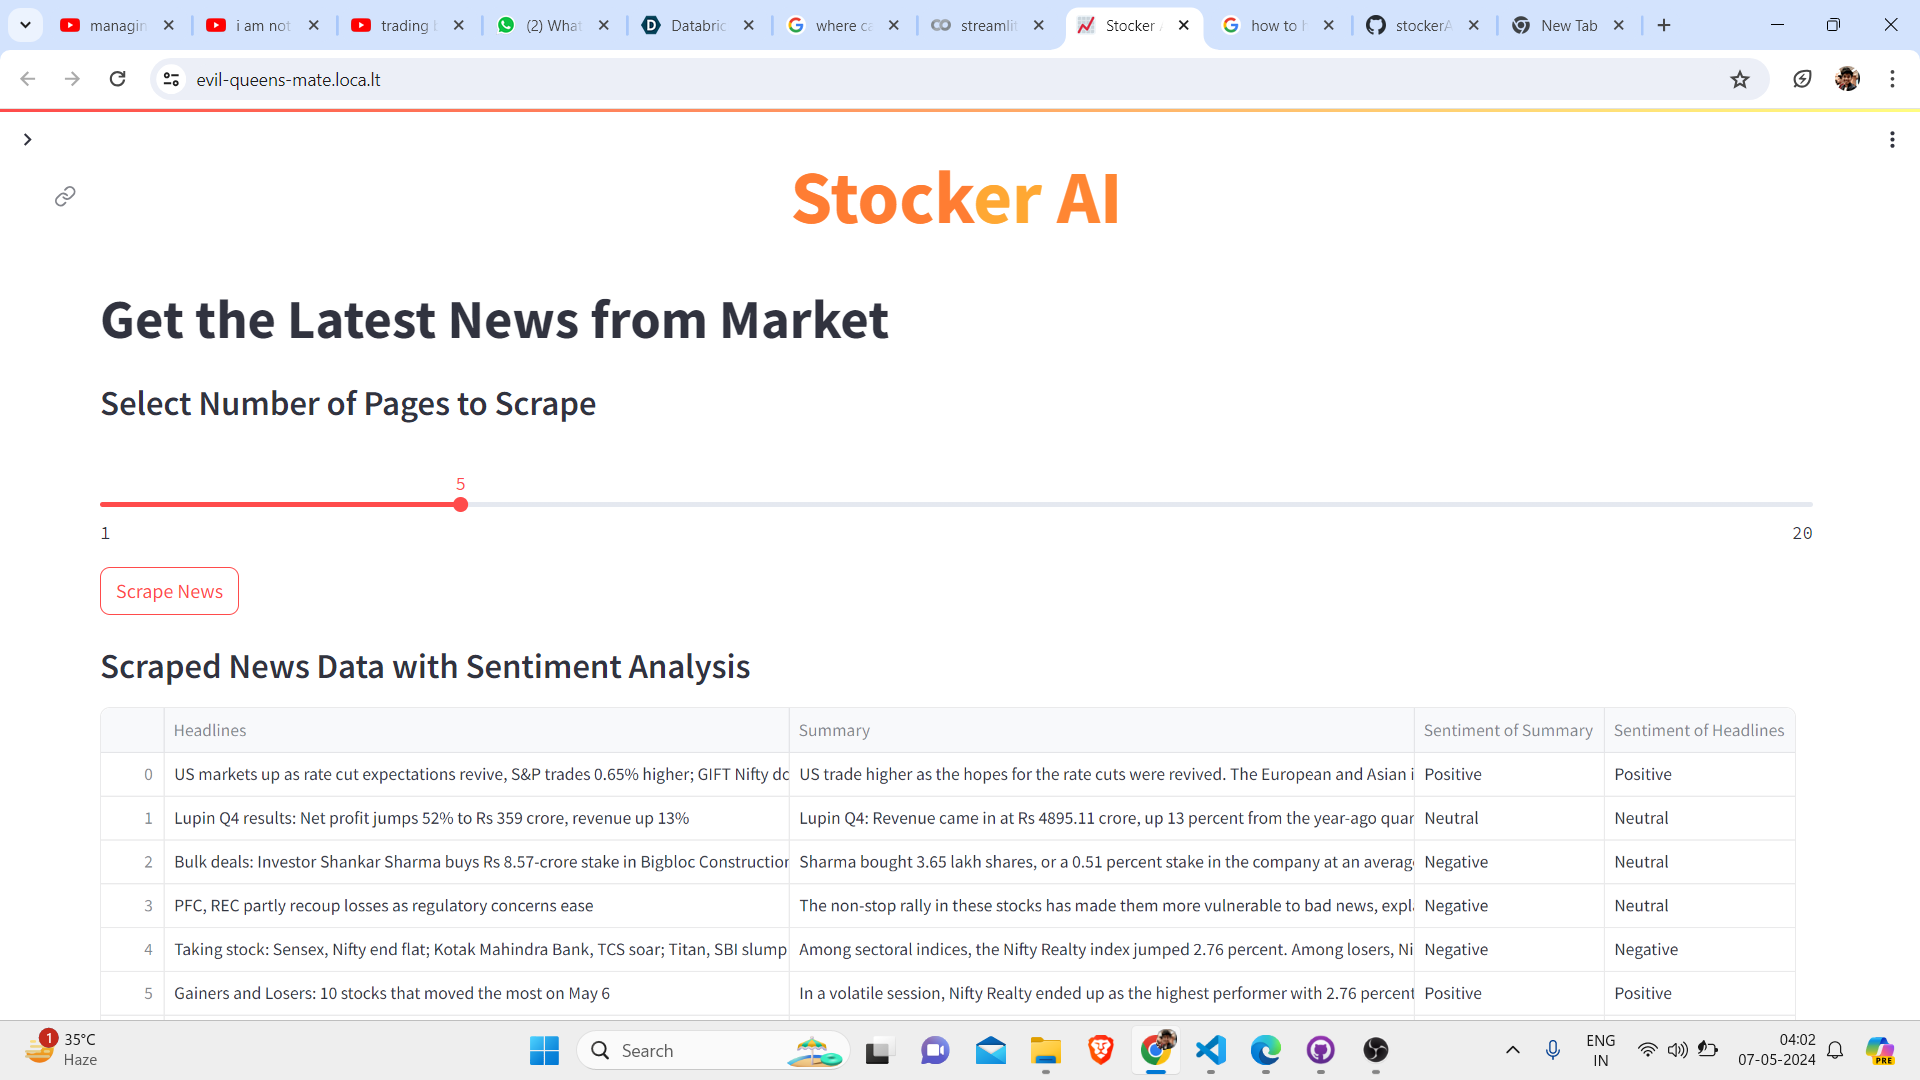 managin
i am not
trading b
(2) What
Databric
where ca
streamlit
Stocker A
how to h
stockerA
New Tab
evil-queens-mate.loca.lt
Stocker AI
Get the Latest News from Market
Select Number of Pages to Scrape
5
1
20
Scrape News
Scraped News Data with Sentiment Analysis
Headlines Summary Sentiment of Summary Sentiment of Headlines
0 US markets up as rate cut expectations revive, S&P trades 0.65% higher; GIFT Nifty do US trade higher as the hopes for the rate cuts were revived. The European and Asian i Positive Positive
1 Lupin Q4 results: Net profit jumps 52% to Rs 359 crore, revenue up 13% Lupin Q4: Revenue came in at Rs 4895.11 crore, up 13 percent from the year-ago quar Neutral Neutral
2 Bulk deals: Investor Shankar Sharma buys Rs 8.57-crore stake in Bigbloc Construction Sharma bought 3.65 lakh shares, or a 0.51 percent stake in the company at an averag Negative Neutral
3 PFC, REC partly recoup losses as regulatory concerns ease The non-stop rally in these stocks has made them more vulnerable to bad news, expl Negative Neutral
4 Taking stock: Sensex, Nifty end flat; Kotak Mahindra Bank, TCS soar; Titan, SBI slump Among sectoral indices, the Nifty Realty index jumped 2.76 percent. Among losers, Ni Negative Negative
5 Gainers and Losers: 10 stocks that moved the most on May 6 In a volatile session, Nifty Realty ended up as the highest performer with 2.76 percent Positive Positive
1
35°C
Haze
Search
ENG
IN
04:02
07-05-2024
PRE